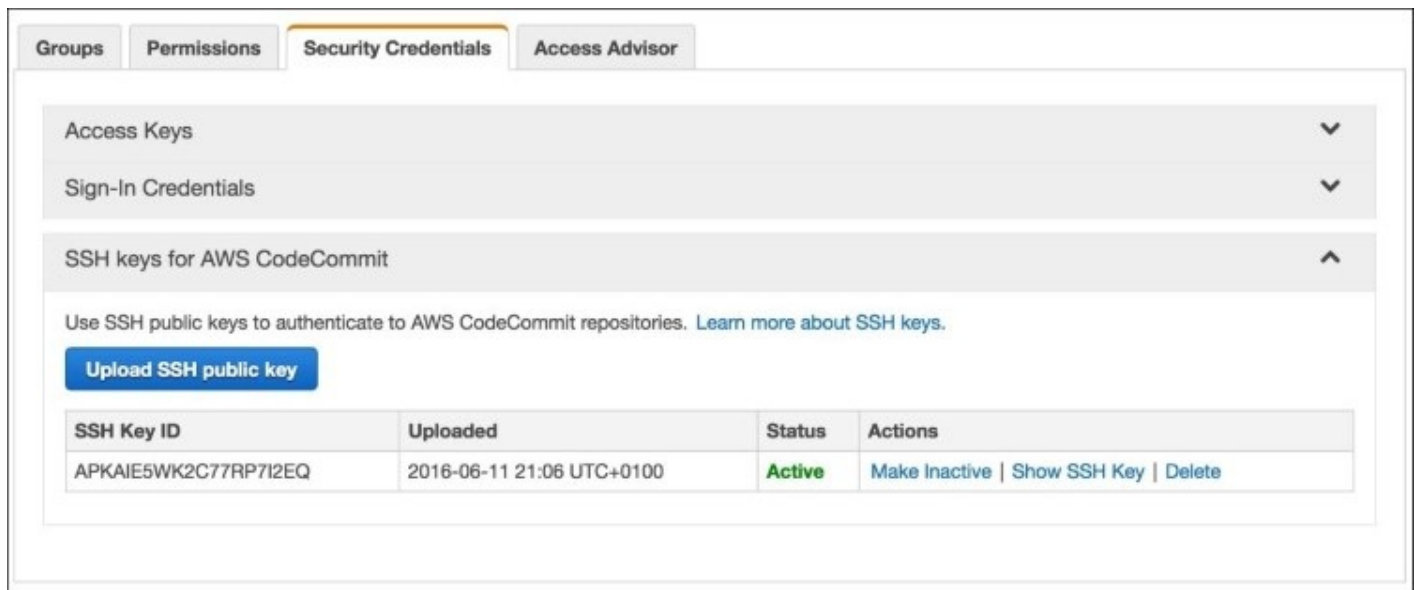 Groups Permissions Security Credentials Access Advisor
Access Keys
Sign-In Credentials
SSH keys for AWS CodeCommit
Use SSH public keys to authenticate to AWS CodeCommit repositories. Learn more about SSH keys.
Upload SSH public key
SSH Key ID Uploaded Status Actions
APKAIE5WK2C77RP7I2EQ 2016-06-11 21:06 UTC+0100 Active Make Inactive | Show SSH Key | Delete